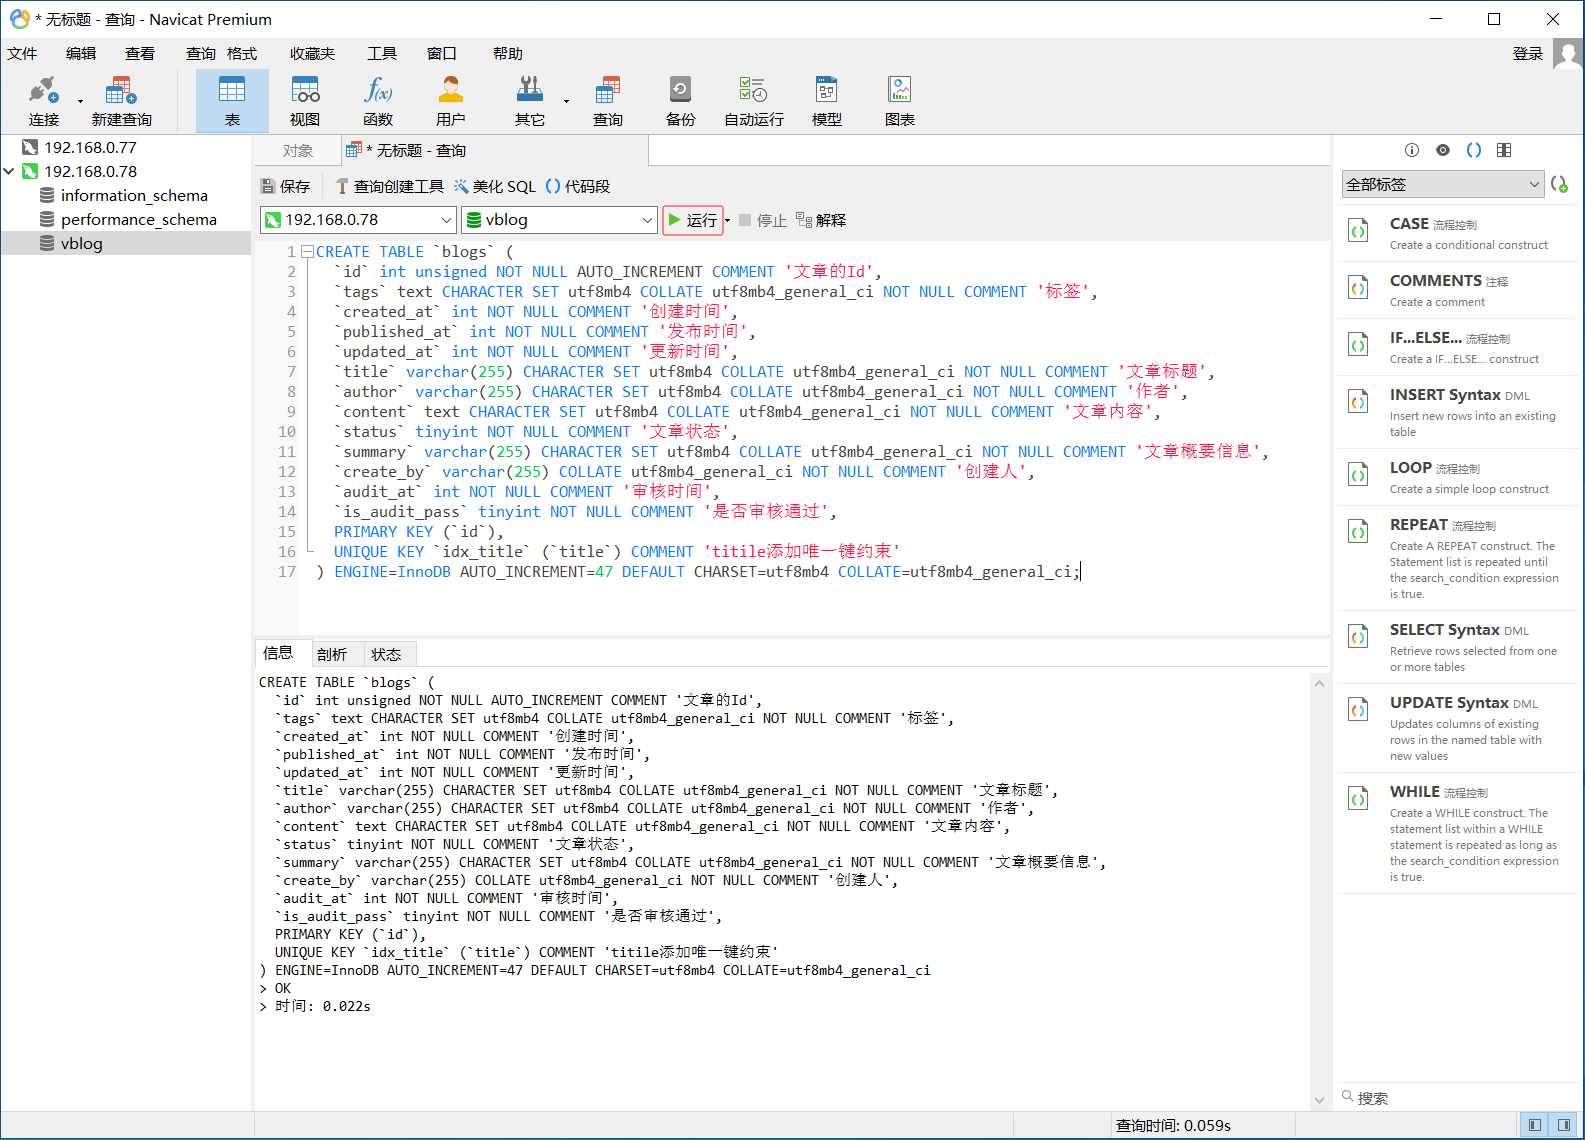 * 无标题 - 查询 - Navicat Premium
文件 编辑 查看 查询 格式 收藏夹 工具 窗口 帮助 登录
连接 新建查询 表 视图 函数 用户 其它 查询 备份 自动运行 模型 图表
192.168.0.77
192.168.0.78
information_schema
performance_schema
vblog
对象 * 无标题 - 查询
保存 查询创建工具 美化 SQL () 代码段
192.168.0.78 vblog 运行 停止 解释
1 CREATE TABLE `blogs` (
2 `id` int unsigned NOT NULL AUTO_INCREMENT COMMENT '文章的Id',
3 `tags` text CHARACTER SET utf8mb4 COLLATE utf8mb4_general_ci NOT NULL COMMENT '标签',
4 `created_at` int NOT NULL COMMENT '创建时间',
5 `published_at` int NOT NULL COMMENT '发布时间',
6 `updated_at` int NOT NULL COMMENT '更新时间',
7 `title` varchar(255) CHARACTER SET utf8mb4 COLLATE utf8mb4_general_ci NOT NULL COMMENT '文章标题',
8 `author` varchar(255) CHARACTER SET utf8mb4 COLLATE utf8mb4_general_ci NOT NULL COMMENT '作者',
9 `content` text CHARACTER SET utf8mb4 COLLATE utf8mb4_general_ci NOT NULL COMMENT '文章内容',
10 `status` tinyint NOT NULL COMMENT '文章状态',
11 `summary` varchar(255) CHARACTER SET utf8mb4 COLLATE utf8mb4_general_ci NOT NULL COMMENT '文章概要信息',
12 `create_by` varchar(255) COLLATE utf8mb4_general_ci NOT NULL COMMENT '创建人',
13 `audit_at` int NOT NULL COMMENT '审核时间',
14 `is_audit_pass` tinyint NOT NULL COMMENT '是否审核通过',
15 PRIMARY KEY (`id`),
16 UNIQUE KEY `idx_title` (`title`) COMMENT 'titile添加唯一键约束'
17 ) ENGINE=InnoDB AUTO_INCREMENT=47 DEFAULT CHARSET=utf8mb4 COLLATE=utf8mb4_general_ci;
信息 剖析 状态
CREATE TABLE `blogs` (
`id` int unsigned NOT NULL AUTO_INCREMENT COMMENT '文章的Id',
`tags` text CHARACTER SET utf8mb4 COLLATE utf8mb4_general_ci NOT NULL COMMENT '标签',
`created_at` int NOT NULL COMMENT '创建时间',
`published_at` int NOT NULL COMMENT '发布时间',
`updated_at` int NOT NULL COMMENT '更新时间',
`title` varchar(255) CHARACTER SET utf8mb4 COLLATE utf8mb4_general_ci NOT NULL COMMENT '文章标题',
`author` varchar(255) CHARACTER SET utf8mb4 COLLATE utf8mb4_general_ci NOT NULL COMMENT '作者',
`content` text CHARACTER SET utf8mb4 COLLATE utf8mb4_general_ci NOT NULL COMMENT '文章内容',
`status` tinyint NOT NULL COMMENT '文章状态',
`summary` varchar(255) CHARACTER SET utf8mb4 COLLATE utf8mb4_general_ci NOT NULL COMMENT '文章概要信息',
`create_by` varchar(255) COLLATE utf8mb4_general_ci NOT NULL COMMENT '创建人',
`audit_at` int NOT NULL COMMENT '审核时间',
`is_audit_pass` tinyint NOT NULL COMMENT '是否审核通过',
PRIMARY KEY (`id`),
UNIQUE KEY `idx_title` (`title`) COMMENT 'titile添加唯一键约束'
) ENGINE=InnoDB AUTO_INCREMENT=47 DEFAULT CHARSET=utf8mb4 COLLATE=utf8mb4_general_ci
> OK
> 时间: 0.022s
全部标签
CASE 流程控制
Create a conditional construct
COMMENTS 注释
Create a comment
IF...ELSE... 流程控制
Create a IF...ELSE... construct
INSERT Syntax DML
Insert new rows into an existing
table
LOOP 流程控制
Create a simple loop construct
REPEAT 流程控制
Create A REPEAT construct. The
Statement list is repeated until
the search_condition expression
is true.
SELECT Syntax DML
Retrieve rows selected from one
or more tables
UPDATE Syntax DML
Updates columns of existing
rows in the named table with
new values
WHILE 流程控制
Create a WHILE construct. The
statement list within a WHILE
statement is repeated as long as
the search_condition expression
is true.
搜索
查询时间: 0.059s